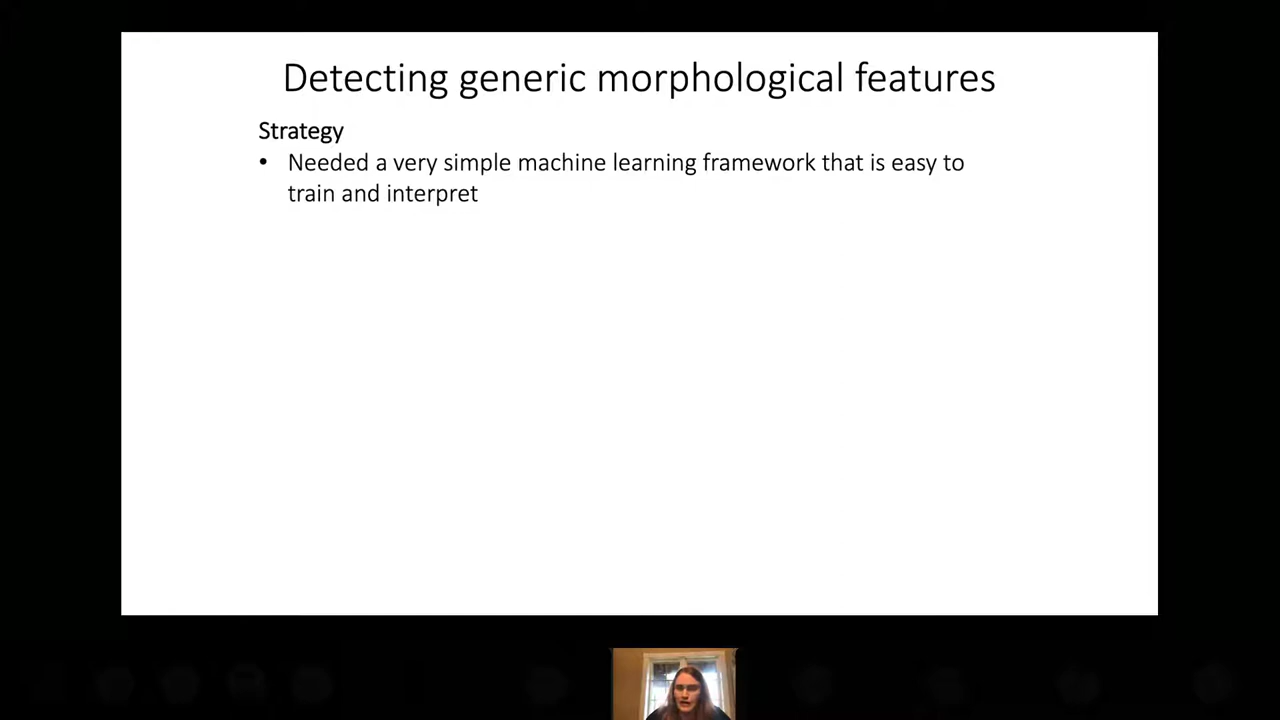 Detecting generic morphological features
Strategy
• Needed a very simple machine learning framework that is easy to
train and interpret